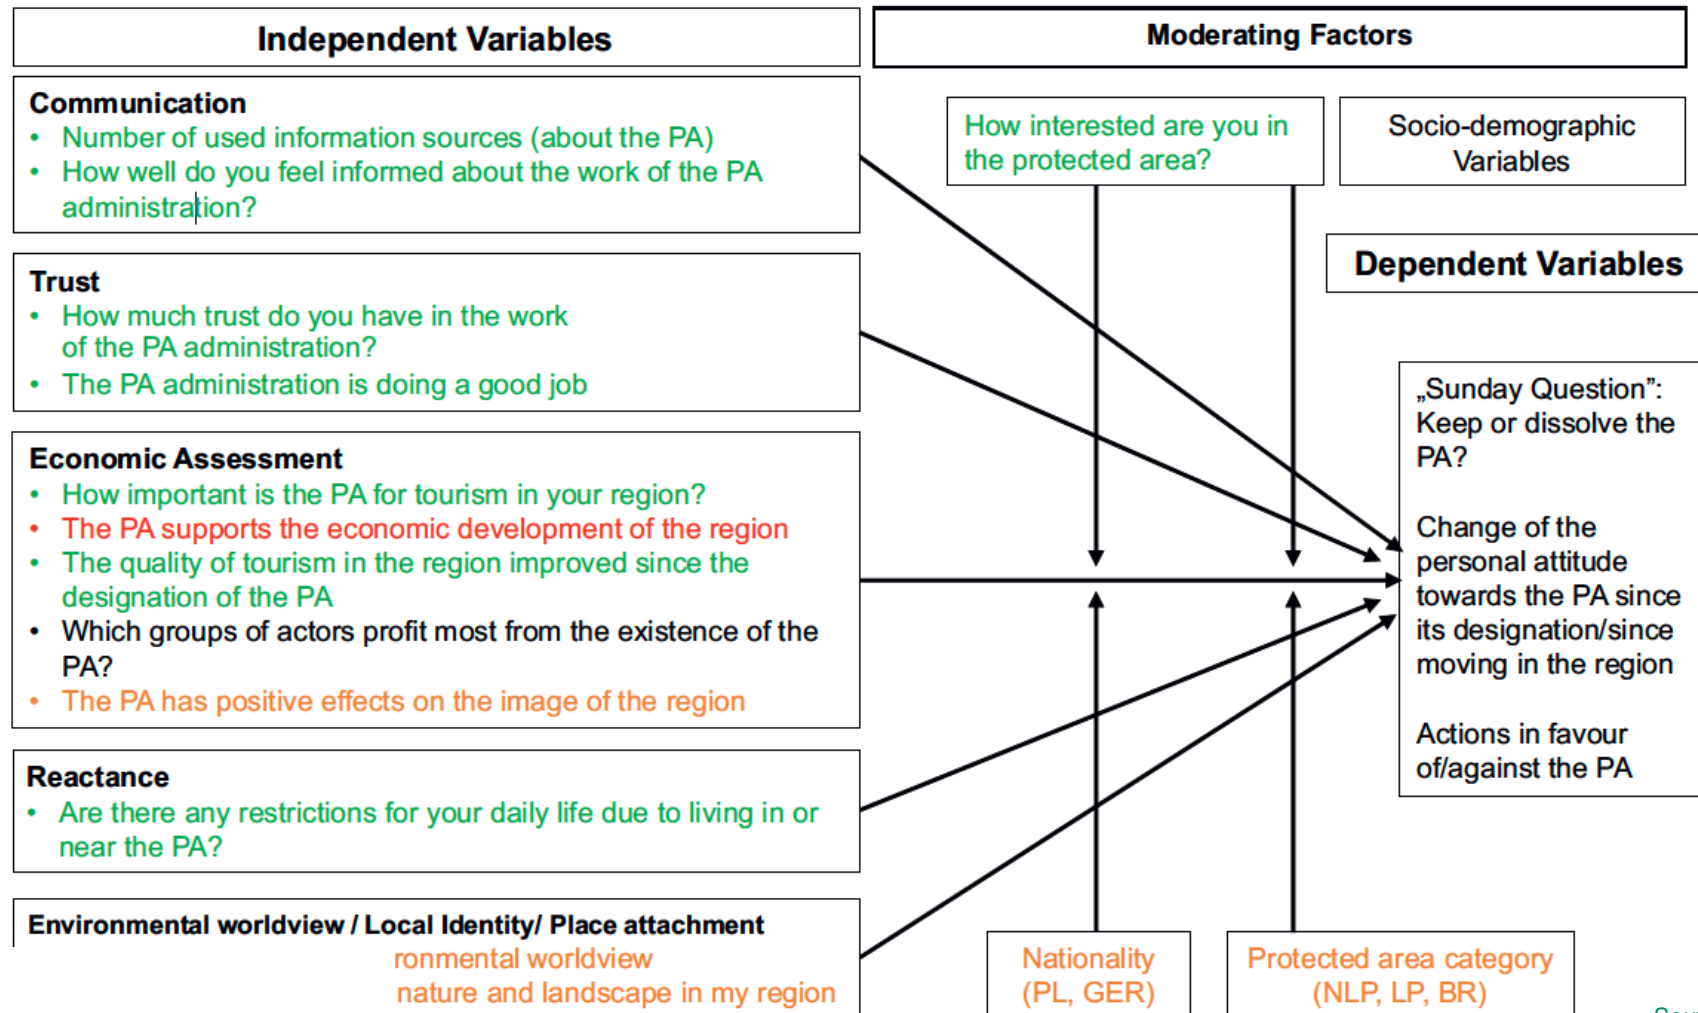 Independent Variables
Communication
• Number of used information sources (about the PA)
• How well do you feel informed about the work of the PA
administration?
Trust
• How much trust do you have in the work
of the PA administration?
• The PA administration is doing a good job
Economic Assessment
• How important is the PA for tourism in your region?
• The PA supports the economic development of the region
• The quality of tourism in the region improved since the
designation of the PA
• Which groups of actors profit most from the existence of the
PA?
• The PA has positive effects on the image of the region
Reactance
• Are there any restrictions for your daily life due to living in or
near the PA?
Environmental worldview / Local Identity/ Place attachment
ronmental worldview
nature and landscape in my region
Moderating Factors
How interested are you in
the protected area?
Socio-demographic
Variables
Dependent Variables
„Sunday Question”:
Keep or dissolve the
PA?
Change of the
personal attitude
towards the PA since
its designation/since
moving in the region
Actions in favour
of/against the PA
Nationality
(PL, GER)
Protected area category
(NLP, LP, BR)